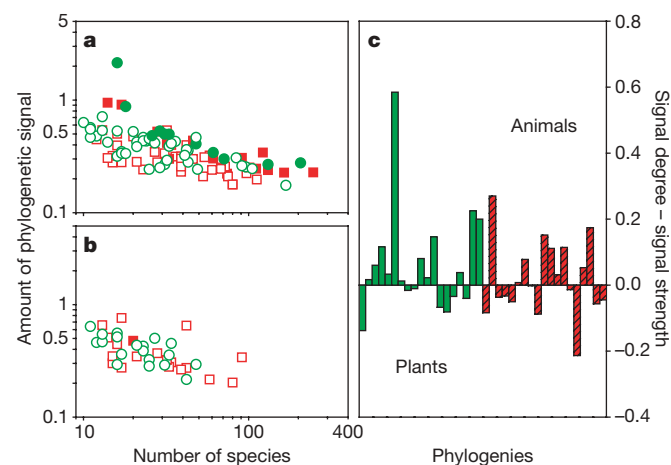 a
5
1
0.5
0.1
b
1
0.5
0.1
10
100
400
Amount of phylogenetic signal
Number of species
c
Animals
Plants
0.8
0.6
0.4
0.2
0.0
−0.2
−0.4
Signal degree – signal strength
Phylogenies